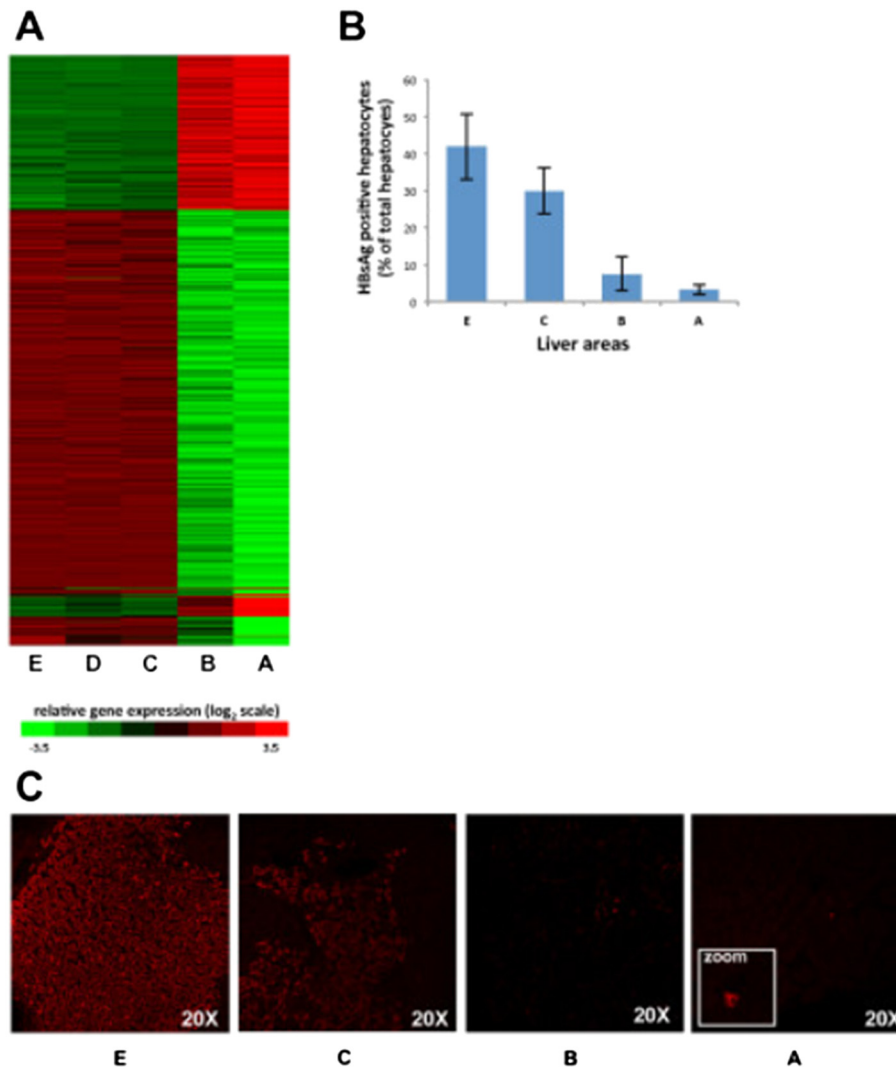 A
B
HBsAg positive hepatocytes
(% of total hepatocyes)
60
50
40
30
20
10
0
E C B A
Liver areas
E D C B A
relative gene expression (log₂ scale)
-3.5 3.5
C
20X 20X 20X zoom 20X
E C B A